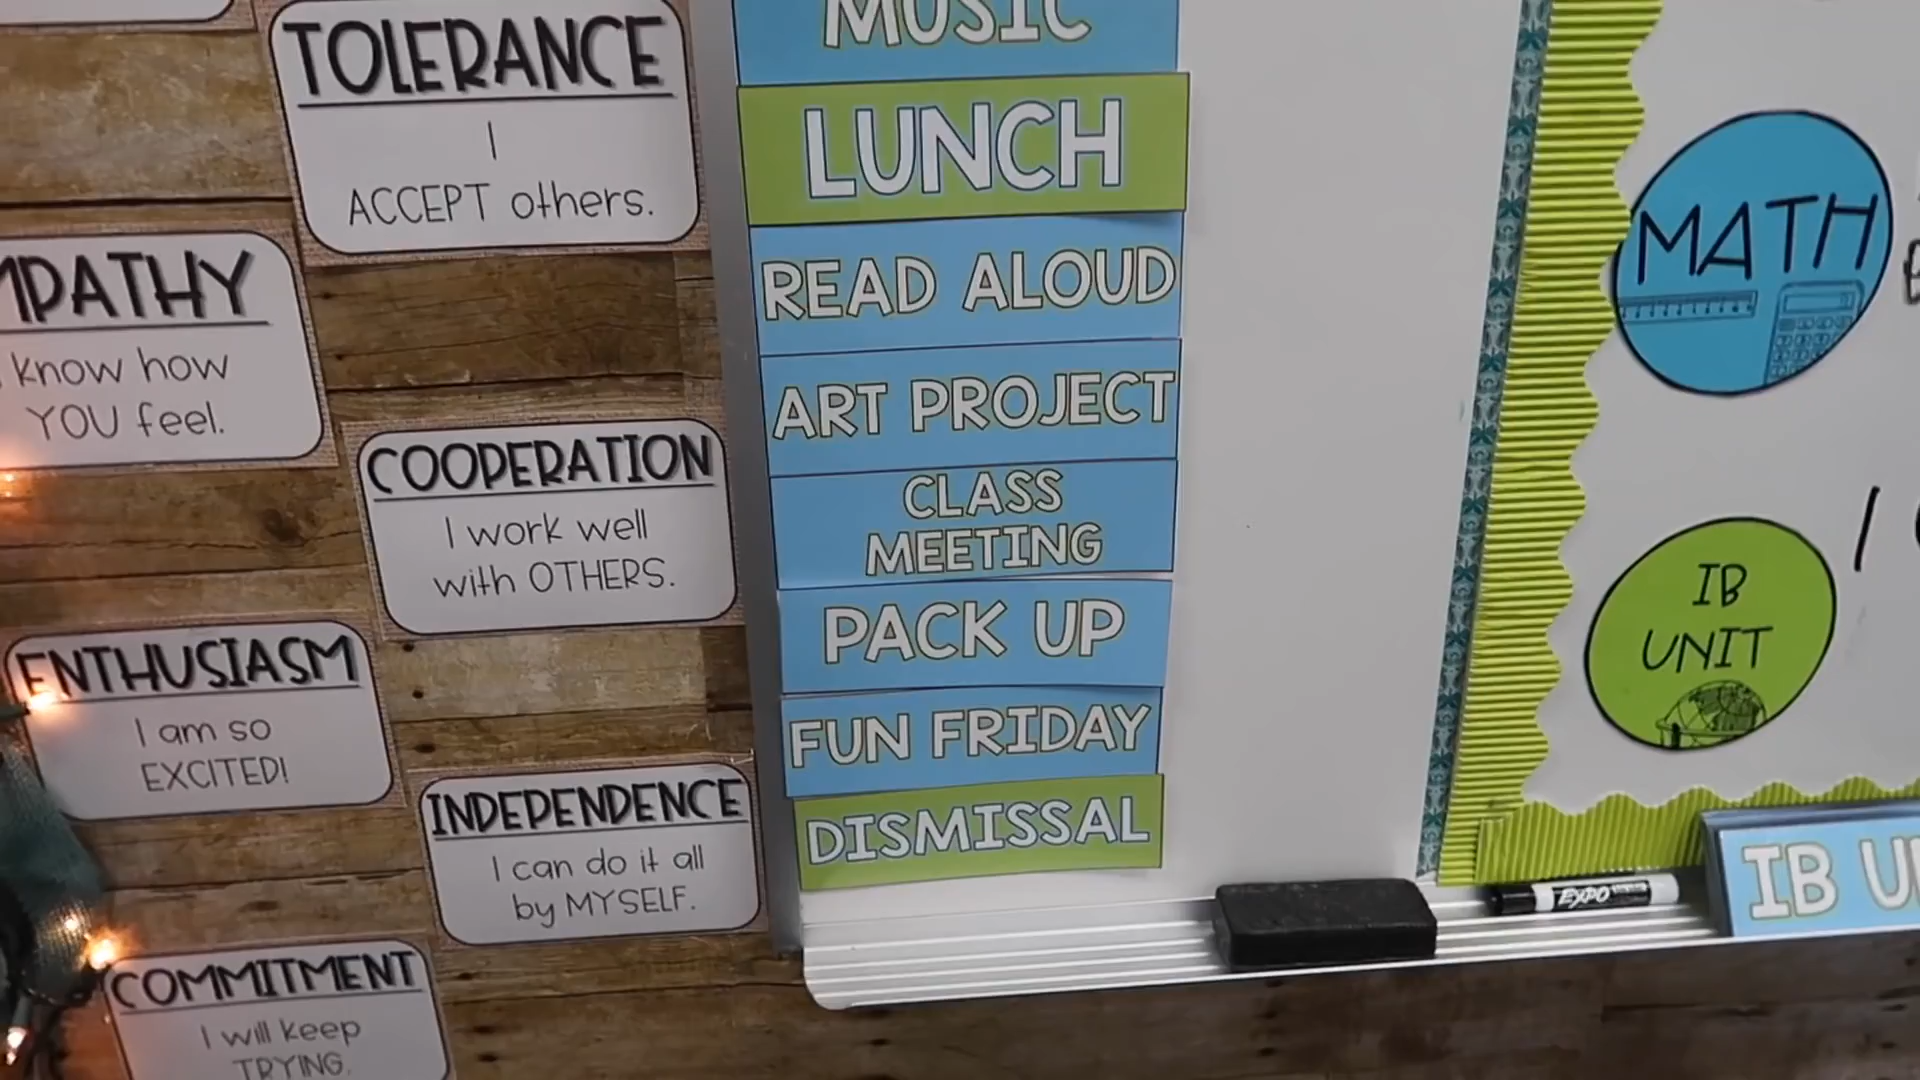 TOLERANCE
I
ACCEPT others.
MPATHY
know how
YOU feel.
COOPERATION
I work well
with OTHERS.
ENTHUSIASM
I am so
EXCITED!
INDEPENDENCE
I can do it all
by MYSELF.
COMMITMENT
I will keep
TRYING.
MUSIC
LUNCH
READ ALOUD
ART PROJECT
CLASS
MEETING
PACK UP
FUN FRIDAY
DISMISSAL
MATH
IB
UNIT
EXPO
IB U